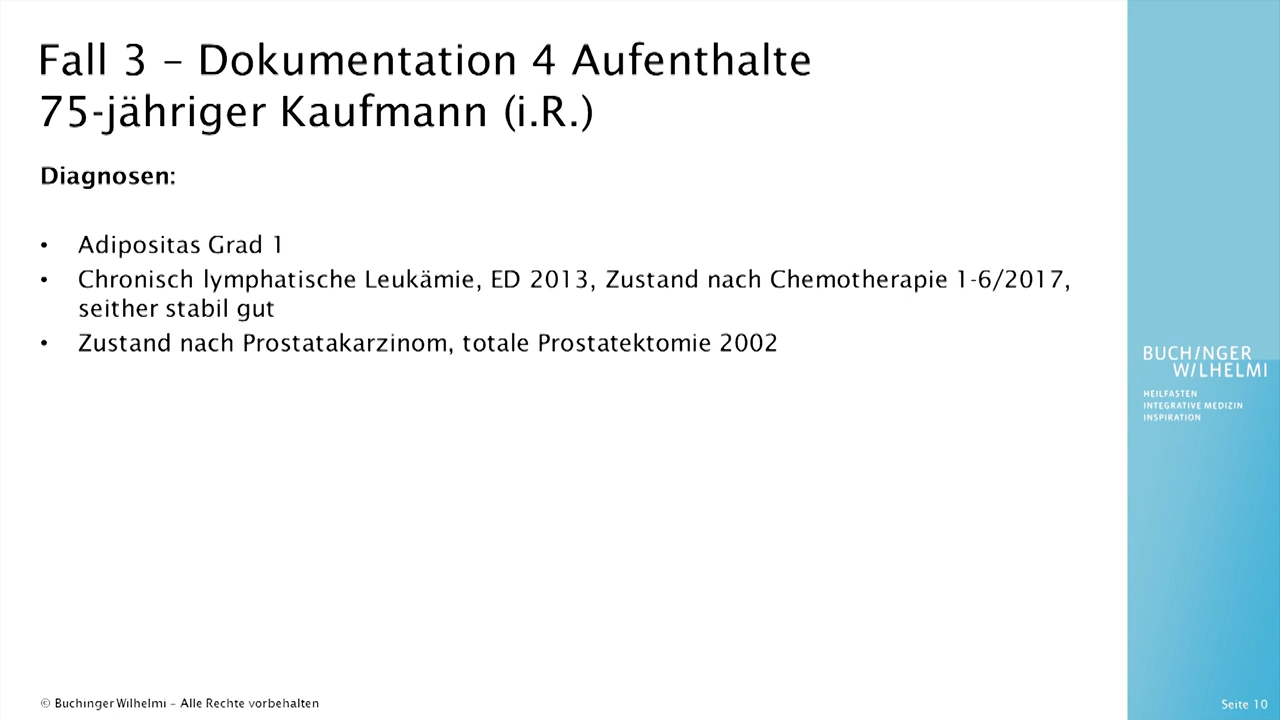 Fall 3 – Dokumentation 4 Aufenthalte
75-jähriger Kaufmann (i.R.)
Diagnosen:
• Adipositas Grad 1
• Chronisch lymphatische Leukämie, ED 2013, Zustand nach Chemotherapie 1-6/2017,
seither stabil gut
• Zustand nach Prostatakarzinom, totale Prostatektomie 2002
BUCHINGER
WILHELMI
HEILFASTEN
INTEGRATIVE MEDIZIN
INSPIRATION
© Buchinger Wilhelmi – Alle Rechte vorbehalten
Seite 10